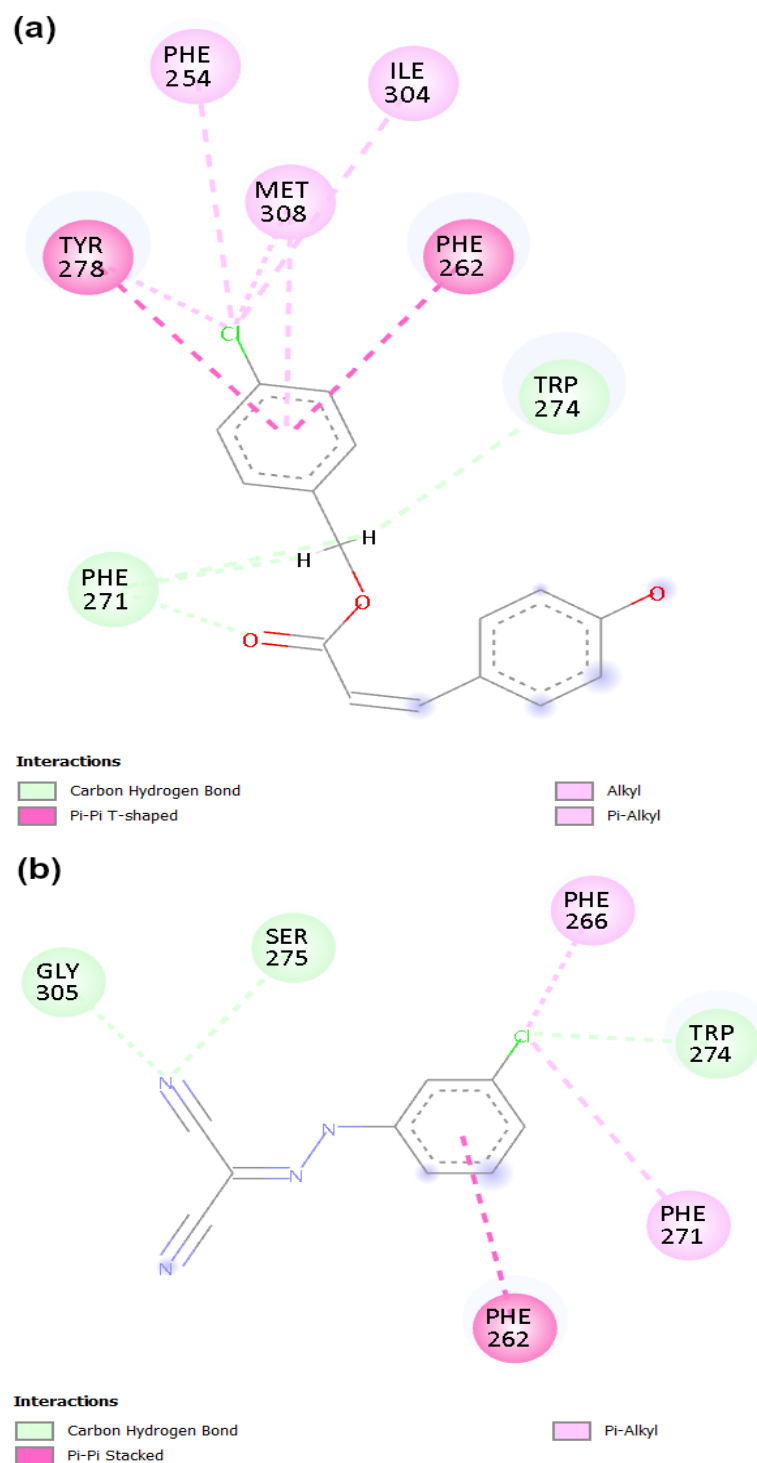 (a)
PHE
254
ILE
304
MET
308
TYR
278
PHE
262
TRP
274
Cl
H
H
PHE
271
O
O
O
Interactions
Carbon Hydrogen Bond
Alkyl
Pi-Pi T-shaped
Pi-Alkyl
(b)
PHE
266
SER
275
GLY
305
Cl
TRP
274
N
N
N
N
PHE
271
PHE
262
Interactions
Carbon Hydrogen Bond
Pi-Alkyl
Pi-Pi Stacked